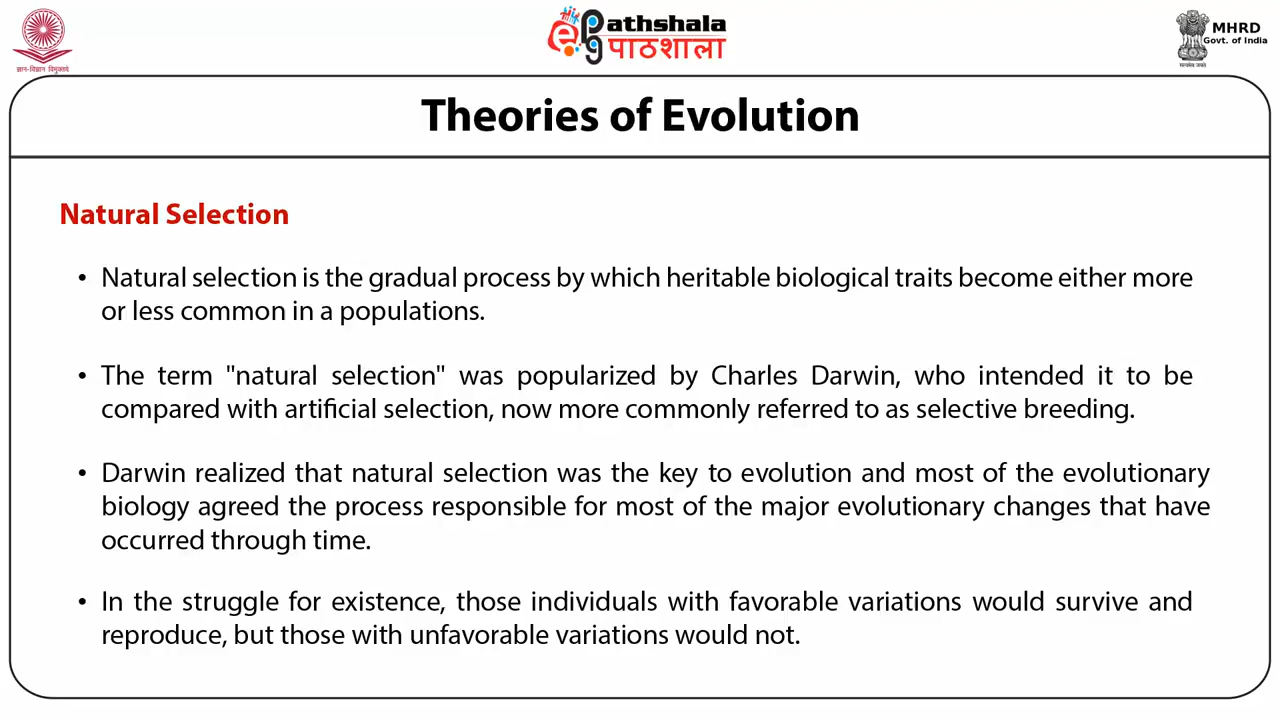 ज्ञान-विज्ञान विमुक्तये
epgathshala
पाठशाला
सत्यमेव जयते
MHRD
Govt. of India
Theories of Evolution
Natural Selection
• Natural selection is the gradual process by which heritable biological traits become either more
or less common in a populations.
• The term "natural selection" was popularized by Charles Darwin, who intended it to be
compared with artificial selection, now more commonly referred to as selective breeding.
• Darwin realized that natural selection was the key to evolution and most of the evolutionary
biology agreed the process responsible for most of the major evolutionary changes that have
occurred through time.
• In the struggle for existence, those individuals with favorable variations would survive and
reproduce, but those with unfavorable variations would not.